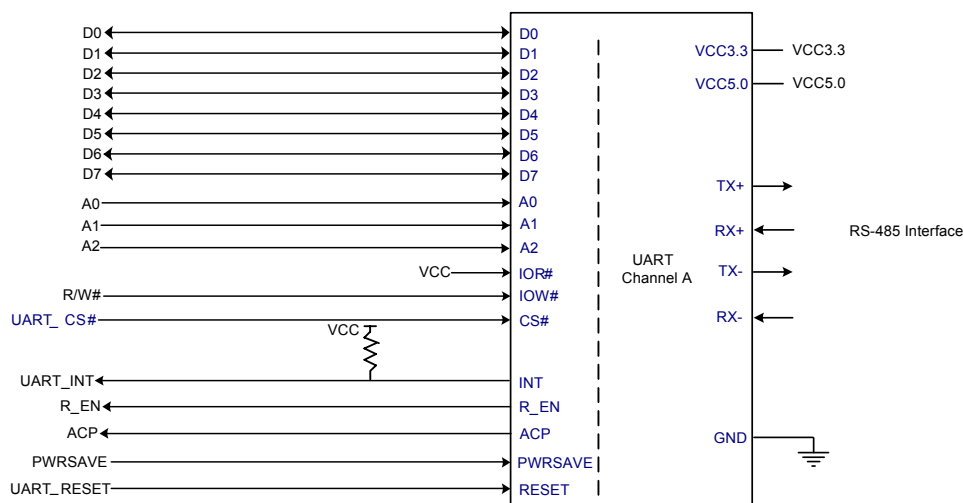 D0 D0
D1 D1
D2 D2
D3 D3
D4 D4
D5 D5
D6 D6
D7 D7
A0 A0
A1 A1
A2 A2
VCC IOR#
R/W# IOW#
UART_ CS# CS#
VCC
UART_INT INT
R_EN R_EN
ACP ACP
PWRSAVE PWRSAVE
UART_RESET RESET
UART
Channel A
VCC3.3 VCC3.3
VCC5.0 VCC5.0
TX+
RX+
TX-
RX-
RS-485 Interface
GND